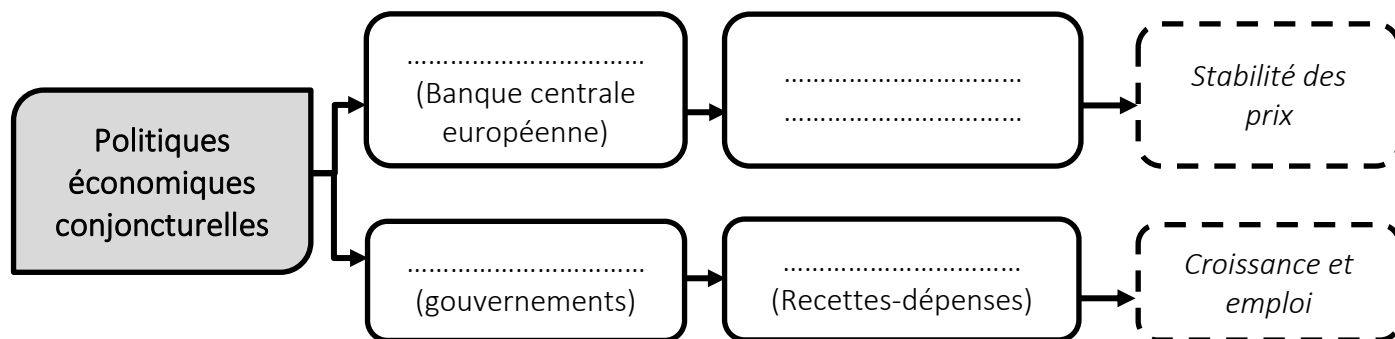 Politiques
économiques
conjoncturelles
................................
(Banque centrale
européenne)
................................
................................
Stabilité des
prix
................................
(gouvernements)
................................
(Recettes-dépenses)
Croissance et
emploi